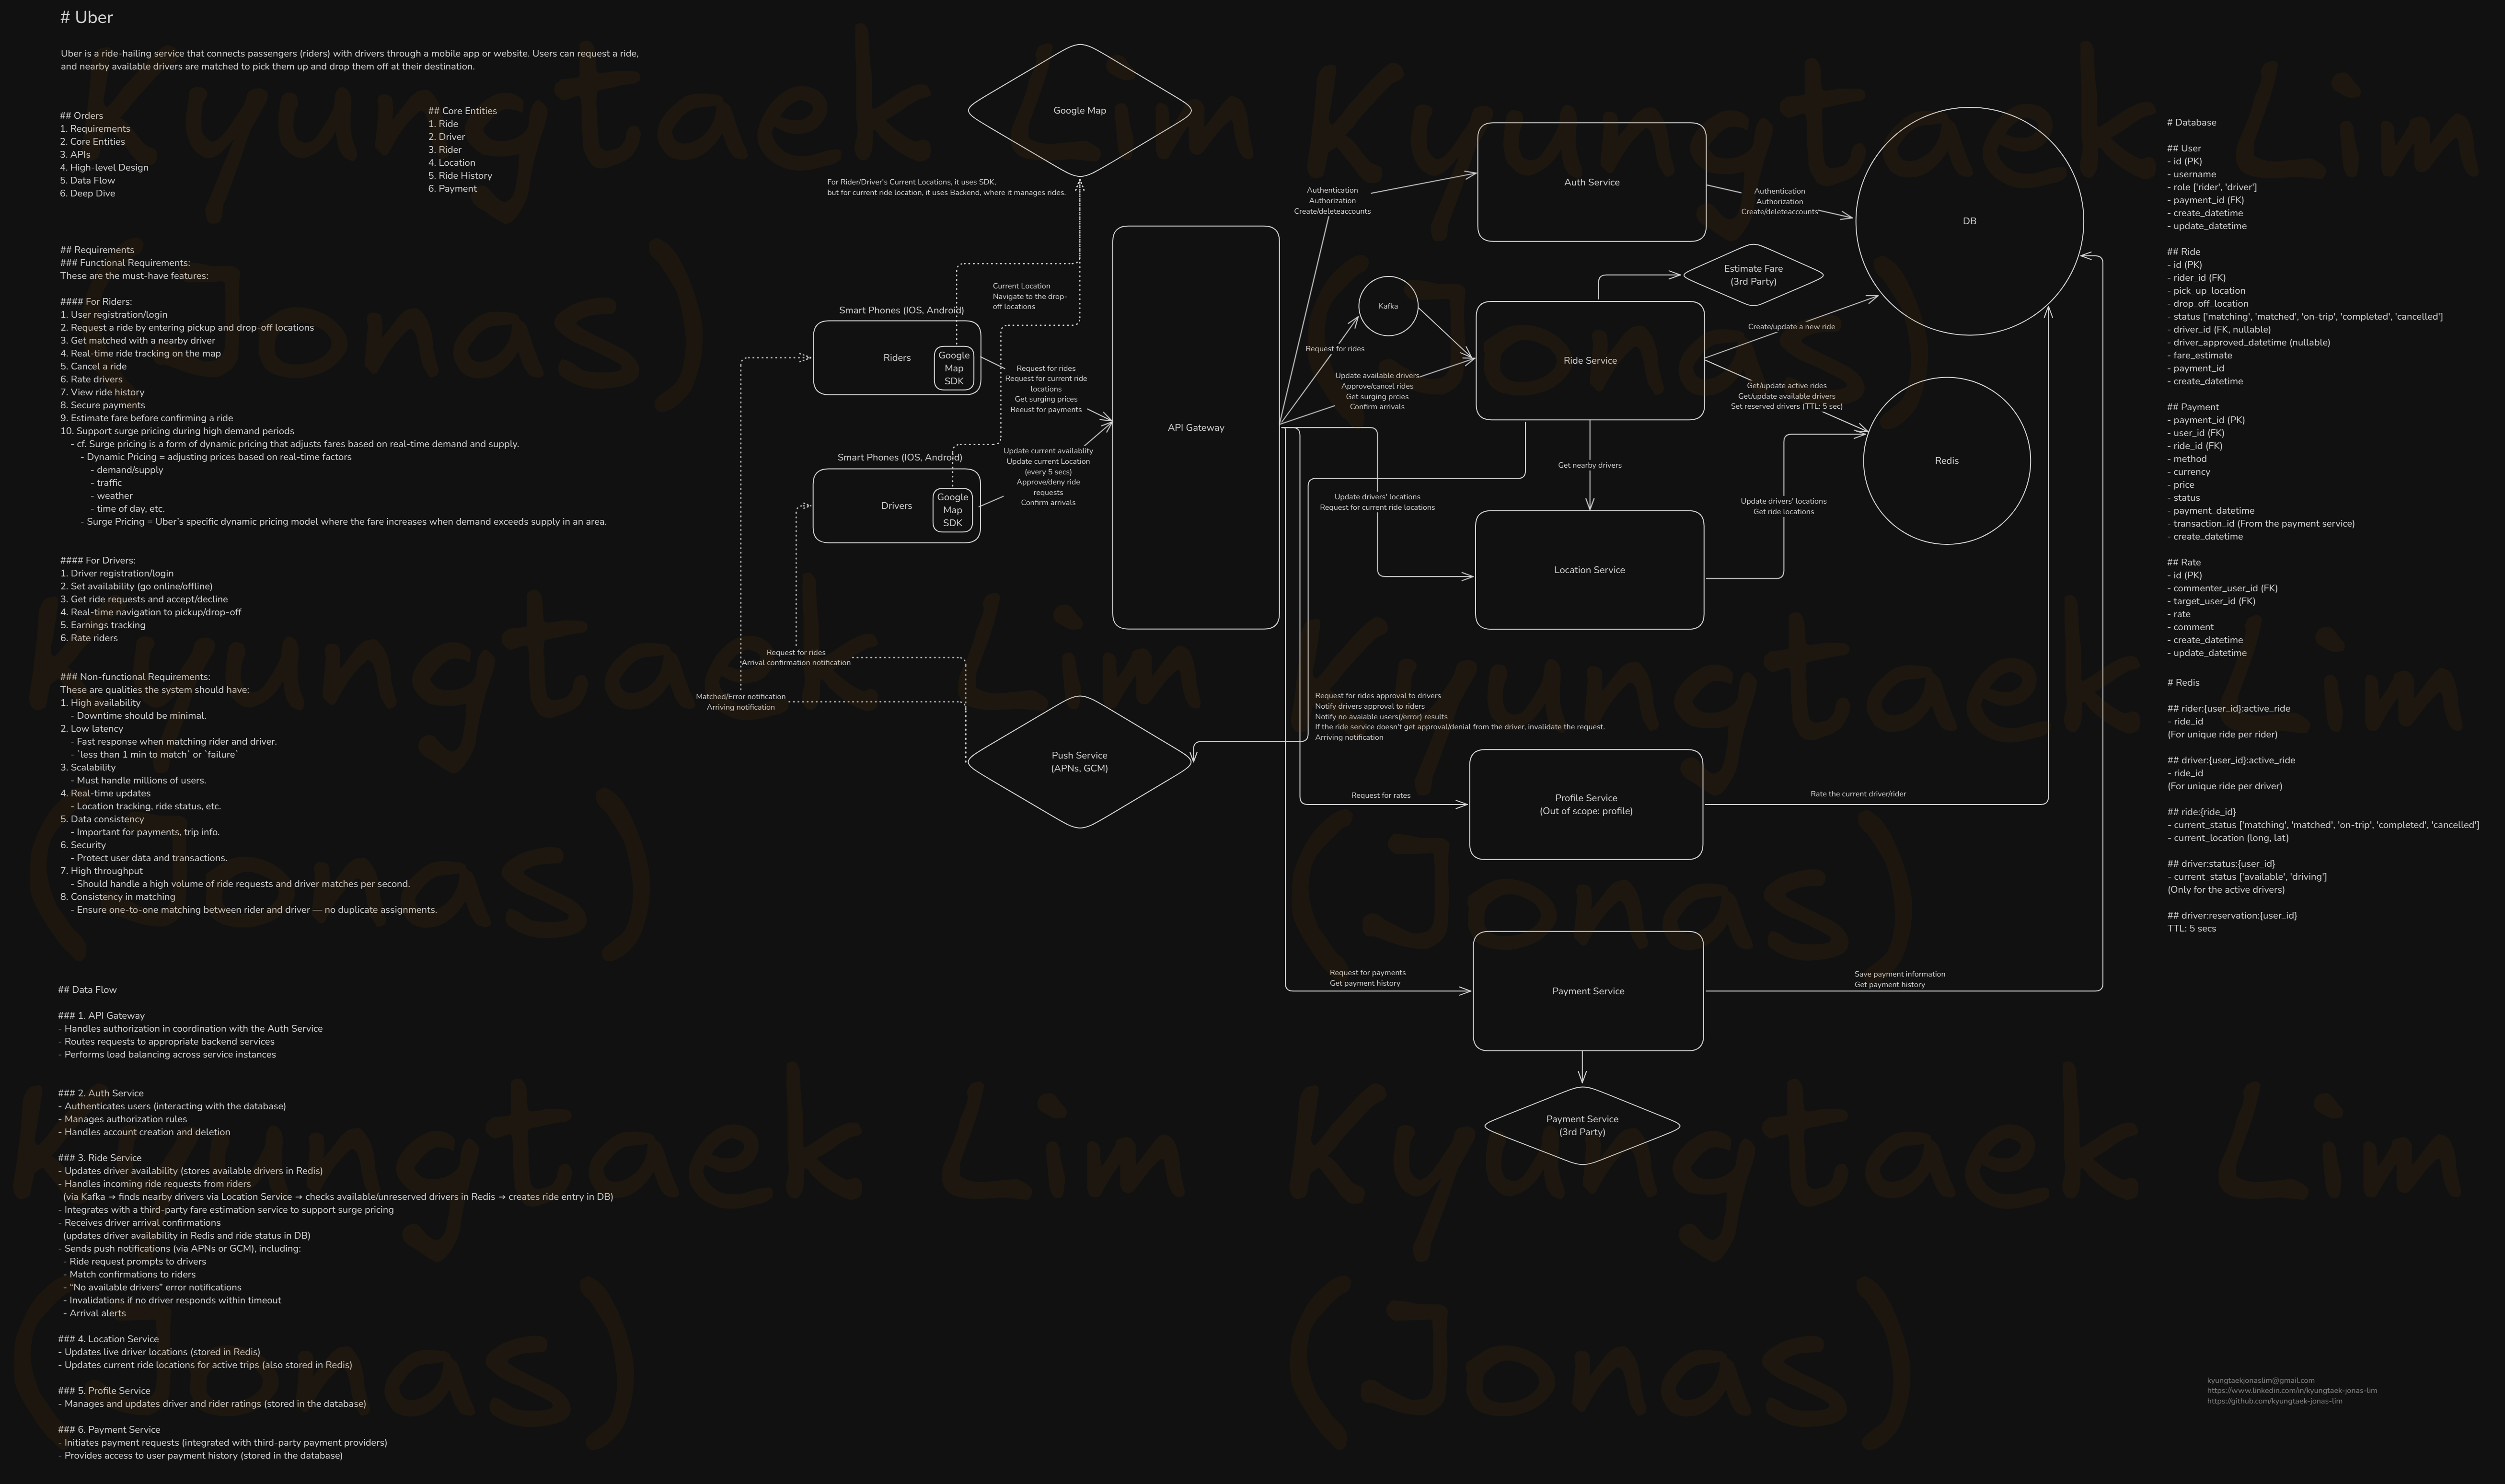 # Uber
Uber is a ride-hailing service that connects passengers (riders) with drivers through a mobile app or website. Users can request a ride,
and nearby available drivers are matched to pick them up and drop them off at their destination.
## Orders
1. Requirements
2. Core Entities
3. APIs
4. High-level Design
5. Data Flow
6. Deep Dive
## Core Entities
1. Ride
2. Driver
3. Rider
4. Location
5. Ride History
6. Payment
## Requirements
### Functional Requirements:
These are the must-have features:
#### For Riders:
1. User registration/login
2. Request a ride by entering pickup and drop-off locations
3. Get matched with a nearby driver
4. Real-time ride tracking on the map
5. Cancel a ride
6. Rate drivers
7. View ride history
8. Secure payments
9. Estimate fare before confirming a ride
10. Support surge pricing during high demand periods
- cf. Surge pricing is a form of dynamic pricing that adjusts fares based on real-time demand and supply.
- Dynamic Pricing = adjusting prices based on real-time factors
- demand/supply
- traffic
- weather
- time of day, etc.
- Surge Pricing = Uber's specific dynamic pricing model where the fare increases when demand exceeds supply in an area.
#### For Drivers:
1. Driver registration/login
2. Set availability (go online/offline)
3. Get ride requests and accept/decline
4. Real-time navigation to pickup/drop-off
5. Earnings tracking
6. Rate riders
### Non-functional Requirements:
These are qualities the system should have:
1. High availability
- Downtime should be minimal.
2. Low latency
- Fast response when matching rider and driver.
- `less than 1 min to match` or `failure`
3. Scalability
- Must handle millions of users.
4. Real-time updates
- Location tracking, ride status, etc.
5. Data consistency
- Important for payments, trip info.
6. Security
- Protect user data and transactions.
7. High throughput
- Should handle a high volume of ride requests and driver matches per second.
8. Consistency in matching
- Ensure one-to-one matching between rider and driver — no duplicate assignments.
## Data Flow
### 1. API Gateway
- Handles authorization in coordination with the Auth Service
- Routes requests to appropriate backend services
- Performs load balancing across service instances
### 2. Auth Service
- Authenticates users (interacting with the database)
- Manages authorization rules
- Handles account creation and deletion
### 3. Ride Service
- Updates driver availability (stores available drivers in Redis)
- Handles incoming ride requests from riders
(via Kafka → finds nearby drivers via Location Service → checks available/unreserved drivers in Redis → creates ride entry in DB)
- Integrates with a third-party fare estimation service to support surge pricing
- Receives driver arrival confirmations
(updates driver availability in Redis and ride status in DB)
- Sends push notifications (via APNs or GCM), including:
- Ride request prompts to drivers
- Match confirmations to riders
- “No available drivers” error notifications
- Invalidations if no driver responds within timeout
- Arrival alerts
### 4. Location Service
- Updates live driver locations (stored in Redis)
- Updates current ride locations for active trips (also stored in Redis)
### 5. Profile Service
- Manages and updates driver and rider ratings (stored in the database)
### 6. Payment Service
- Initiates payment requests (integrated with third-party payment providers)
- Provides access to user payment history (stored in the database)
Google Map
For Rider/Driver's Current Locations, it uses SDK,
but for current ride location, it uses Backend, where it manages rides.
Current Location
Navigate to the drop-
off locations
Smart Phones (IOS, Android)
Riders
Google
Map
SDK
Request for rides
Request for current ride
locations
Get surging prices
Reeust for payments
Smart Phones (IOS, Android)
Drivers
Google
Map
SDK
Update current availablity
Update current Location
(every 5 secs)
Approve/deny ride
requests
Confirm arrivals
Request for rides
Arrival confirmation notification
Matched/Error notification
Arriving notification
Push Service
(APNs, GCM)
API Gateway
Authentication
Authorization
Create/deleteaccounts
Auth Service
Authentication
Authorization
Create/deleteaccounts
DB
Kafka
Request for rides
Estimate Fare
(3rd Party)
Ride Service
Create/update a new ride
Update available drivers
Approve/cancel rides
Get surging prcies
Confirm arrivals
Get/update active rides
Get/update available drivers
Set reserved drivers (TTL: 5 sec)
Redis
Get nearby drivers
Update drivers' locations
Request for current ride locations
Update drivers' locations
Get ride locations
Location Service
Request for rides approval to drivers
Notify drivers approval to riders
Notify no avaiable users(/error) results
If the ride service doesn't get approval/denial from the driver, invalidate the request.
Arriving notification
Request for rates
Profile Service
(Out of scope: profile)
Rate the current driver/rider
Request for payments
Get payment history
Payment Service
Save payment information
Get payment history
Payment Service
(3rd Party)
# Database
## User
- id (PK)
- username
- role ['rider', 'driver']
- payment_id (FK)
- create_datetime
- update_datetime
## Ride
- id (PK)
- rider_id (FK)
- pick_up_location
- drop_off_location
- status ['matching', 'matched', 'on-trip', 'completed', 'cancelled']
- driver_id (FK, nullable)
- driver_approved_datetime (nullable)
- fare_estimate
- payment_id
- create_datetime
## Payment
- payment_id (PK)
- user_id (FK)
- ride_id (FK)
- method
- currency
- price
- status
- payment_datetime
- transaction_id (From the payment service)
- create_datetime
## Rate
- id (PK)
- commenter_user_id (FK)
- target_user_id (FK)
- rate
- comment
- create_datetime
- update_datetime
# Redis
## rider:{user_id}:active_ride
- ride_id
(For unique ride per rider)
## driver:{user_id}:active_ride
- ride_id
(For unique ride per driver)
## ride:{ride_id}
- current_status ['matching', 'matched', 'on-trip', 'completed', 'cancelled']
- current_location (long, lat)
## driver:status:{user_id}
- current_status ['available', 'driving']
(Only for the active drivers)
## driver:reservation:{user_id}
TTL: 5 secs
kyungtaekjonaslim@gmail.com
https://www.linkedin.com/in/kyungtaek-jonas-lim
https://github.com/kyungtaek-jonas-lim
Kyungtaek Lim
(Jonas)
Kyungtaek Lim
(Jonas)
Kyungtaek Lim
(Jonas)
Kyungtaek Lim
(Jonas)
Kyungtaek Lim
(Jonas)
Kyungtaek Lim
(Jonas)